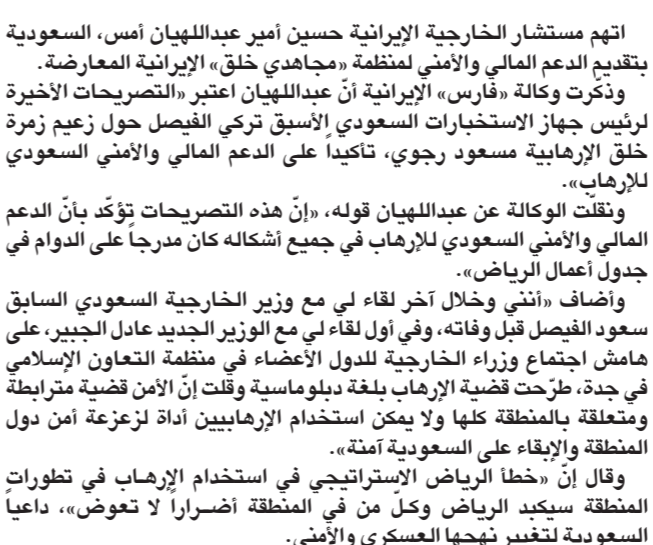 اتهم مستشار الخارجية الإيرانية حسين أمير عبداللهيان أمس، السعودية
بتقديم الدعم المالي والأمني لمنظمة «مجاهدي خلق» الإيرانية المعارضة.
وذكّرت وكالة «فارس» الإيرانية أنّ عبداللهيان اعتبر «التصريحات الأخيرة
لرئيس جهاز الاستخبارات السعودي الأسبق تركي الفيصل حول زعيم زمرة
خلق الإرهابية مسعود رجوي، تأكيداً على الدعم المالي والأمني السعودي
للإرهاب».
ونقلّت الوكالة عن عبداللهيان قوله، «إنّ هذه التصريحات تؤكّد بأنّ الدعم
المالي والأمني السعودي للإرهاب في جميع أشكاله كان مدرجاً على الدوام في
جدول أعمال الرياض».
وأضاف «أنني وخلال آخر لقاء لي مع وزير الخارجية السعودي السابق
سعود الفيصل قبل وفاته، وفي أول لقاء لي مع الوزير الجديد عادل الجبير، على
هامش اجتماع وزراء الخارجية للدول الأعضاء في منظمة التعاون الإسلامي
في جدة، طرّحت قضية الإرهاب بلغة دبلوماسية وقلت إنّ الأمن قضية مترابطة
ومتعلقة بالمنطقة كلها ولا يمكن استخدام الإرهابيين أداة لزعزعة أمن دول
المنطقة والإبقاء على السعودية آمنة».
وقال إنّ «خطأ الرياض الاستراتيجي في استخدام الإرهاب في تطورات
المنطقة سيكبد الرياض وكلّ من في المنطقة أضراراً لا تعوض»، داعياً
السعودية لتغيير نهجها العسكري والأمني.